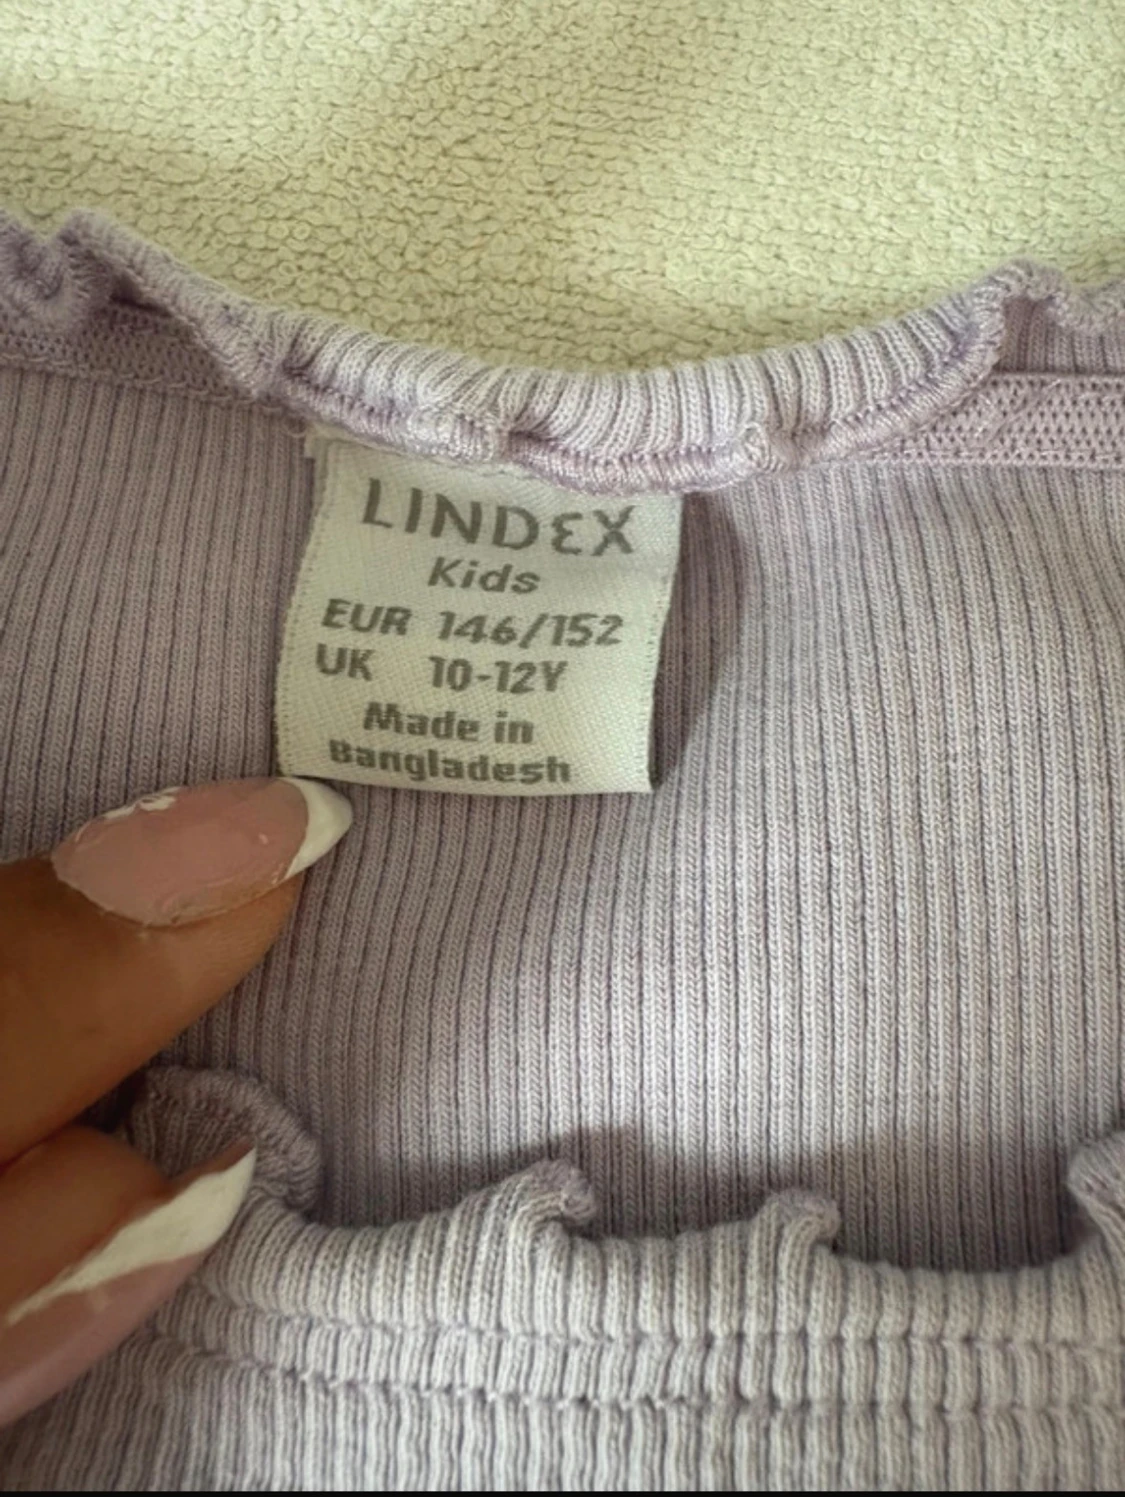 LINDEX
Kids
EUR 146/152
UK 10-12Y
Made in
Bangladesh